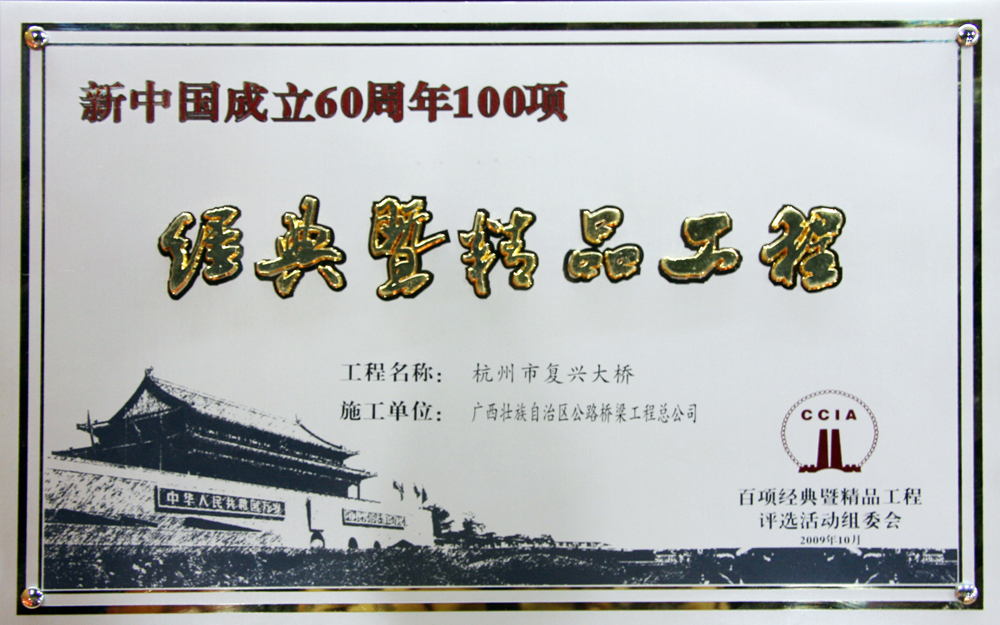 新中国成立60周年100项
经典暨精品工程
工程名称： 杭州市复兴大桥
施工单位： 广西壮族自治区公路桥梁工程总公司
CCIA
百项经典暨精品工程
评选活动组委会
2009年10月
中华人民共和国万岁